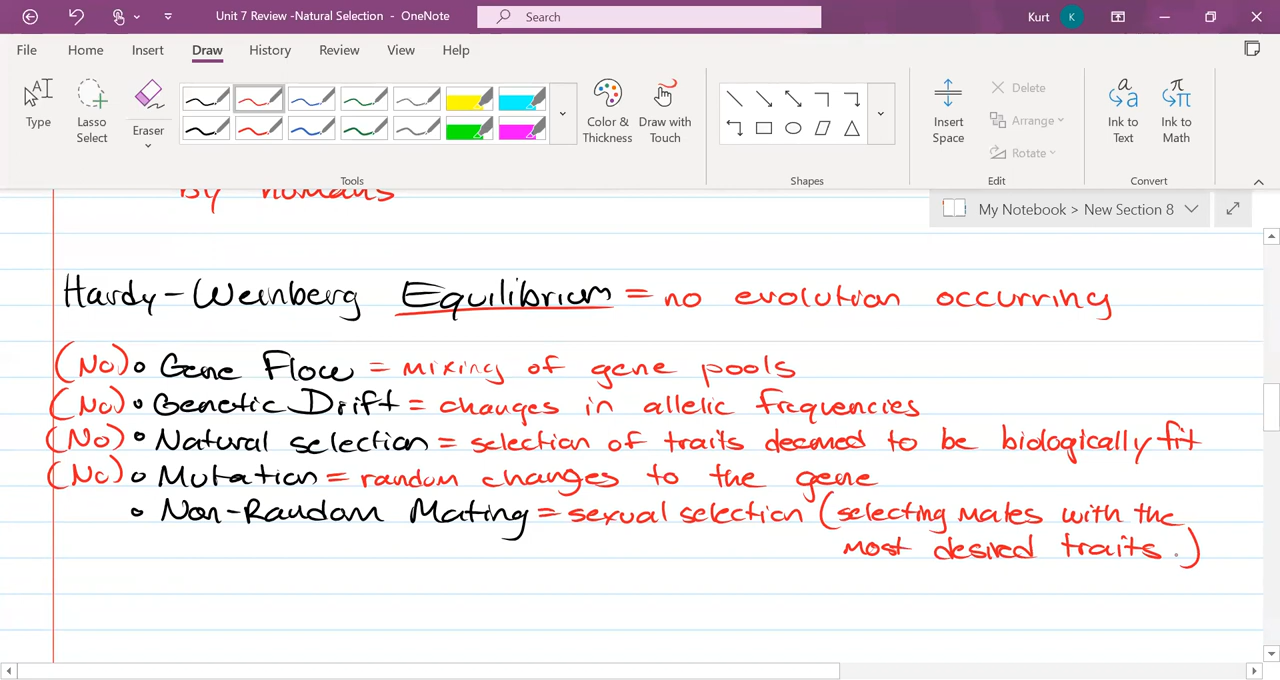 Unit 7 Review -Natural Selection - OneNote
Search
Kurt
K
File Home Insert Draw History Review View Help
Type
Lasso Select
Eraser
Color & Thickness
Draw with Touch
Insert Space
Delete
Arrange
Rotate
Ink to Text
Ink to Math
Tools
Shapes
Edit
Convert
By humans
My Notebook > New Section 8
Hardy-Weinberg Equilibrium = no evolution occurring
(No) • Gene Flow = mixing of gene pools
(No) • Genetic Drift = changes in allelic frequencies
(No) • Natural selection = selection of traits deemed to be biologically fit
(No) • Mutation = random changes to the gene
• Non-Random Mating = sexual selection (selecting mates with the
most desired traits.)